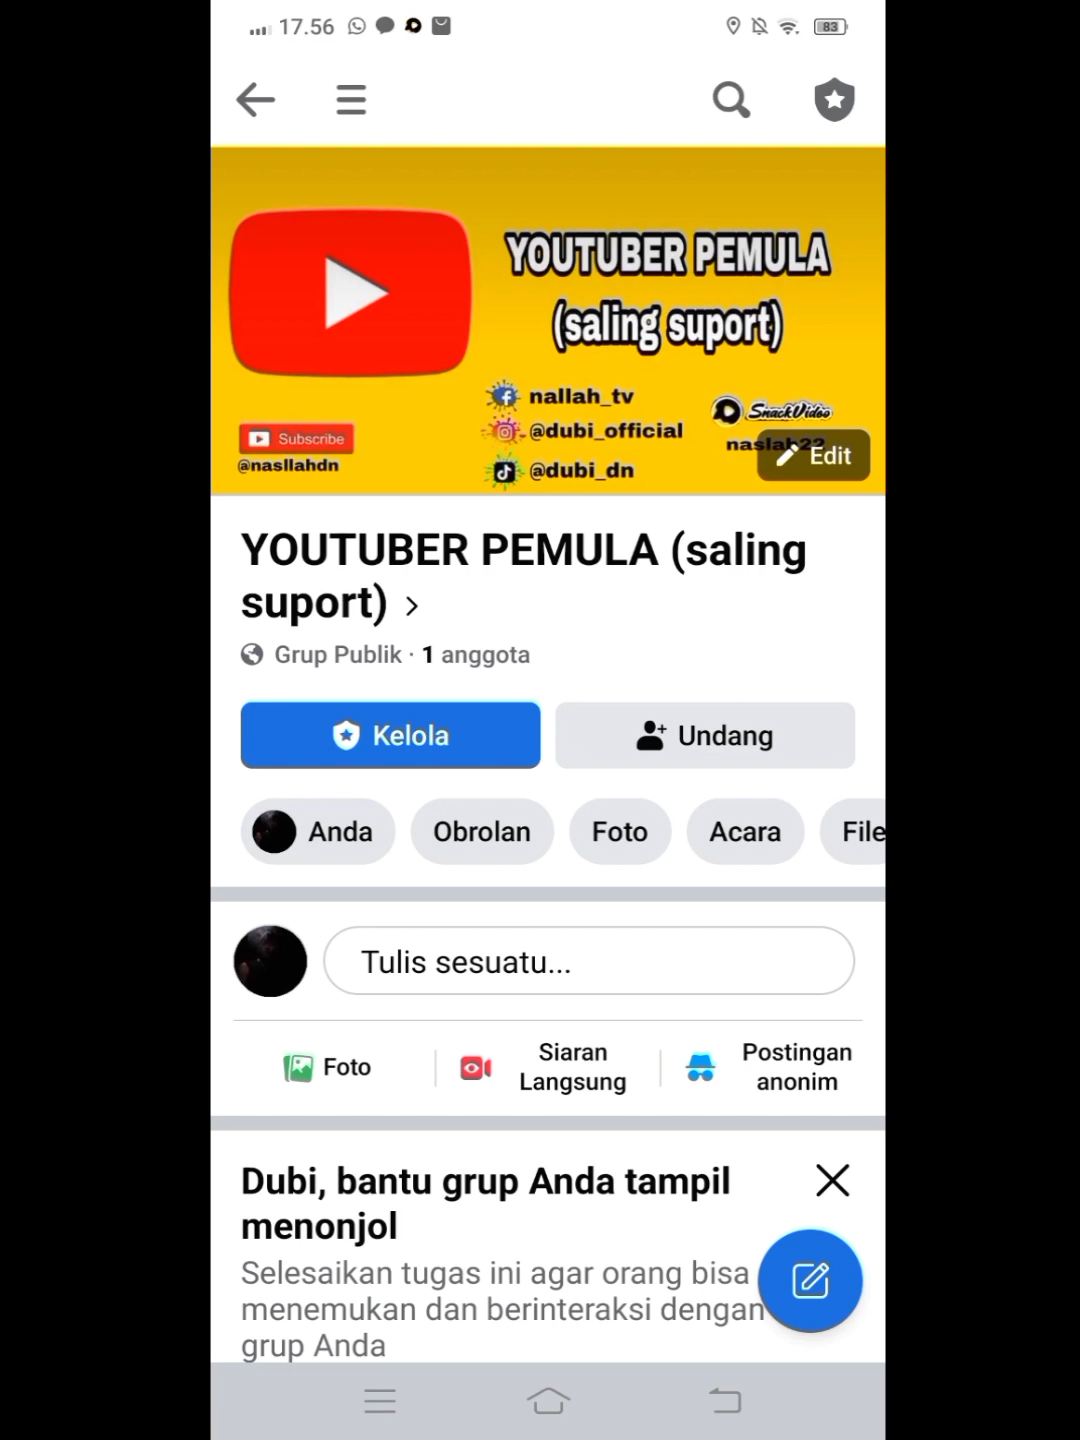 17.56
83
YOUTUBER PEMULA
(saling suport)
nallah_tv
@dubi_official
@dubi_dn
SnackVideo
naslab22
Subscribe
@nasllahdn
Edit
YOUTUBER PEMULA (saling
suport) >
Grup Publik · 1 anggota
Kelola
Undang
Anda
Obrolan
Foto
Acara
File
Tulis sesuatu...
Foto
Siaran
Langsung
Postingan
anonim
Dubi, bantu grup Anda tampil
menonjol
Selesaikan tugas ini agar orang bisa
menemukan dan berinteraksi dengan
grup Anda